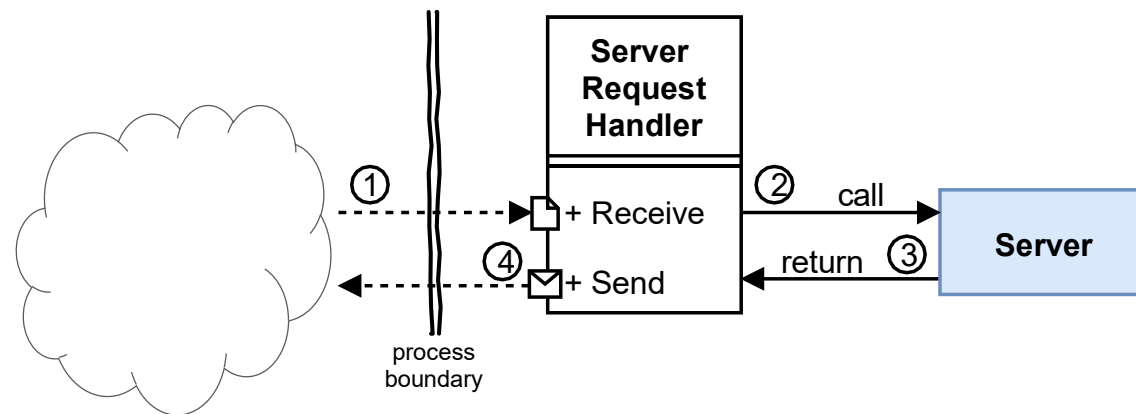 Server
Request
Handler
1
2
call
+ Receive
Server
return
3
4
+ Send
process
boundary